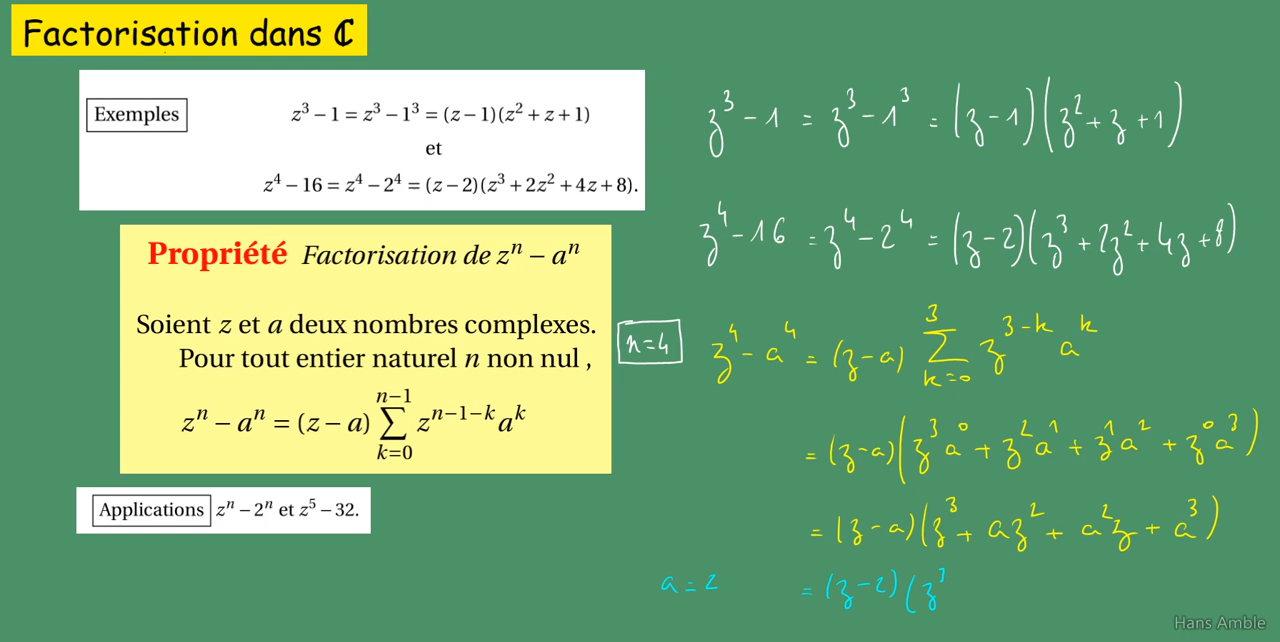 Factorisation dans ℂ
Exemples
z³ − 1 = z³ − 1³ = (z − 1)(z² + z + 1)
et
z⁴ − 16 = z⁴ − 2⁴ = (z − 2)(z³ + 2z² + 4z + 8).
Propriété Factorisation de zⁿ − aⁿ
Soient z et a deux nombres complexes.
Pour tout entier naturel n non nul ,
zⁿ − aⁿ = (z − a) ∑_{k=0}^{n−1} z^{n−1−k} a^k
Applications zⁿ − 2ⁿ et z⁵ − 32.
z³ − 1 = z³ − 1³ = (z − 1)(z² + z + 1)
z⁴ − 16 = z⁴ − 2⁴ = (z − 2)(z³ + 2z² + 4z + 8)
n=4
z⁴ − a⁴ = (z − a) ∑_{k=0}^{3} z^{3−k} a^k
= (z − a)(z³a⁰ + z²a¹ + z¹a² + z⁰a³)
= (z − a)(z³ + az² + a²z + a³)
a = 2 = (z − 2)(z³
Hans Amble